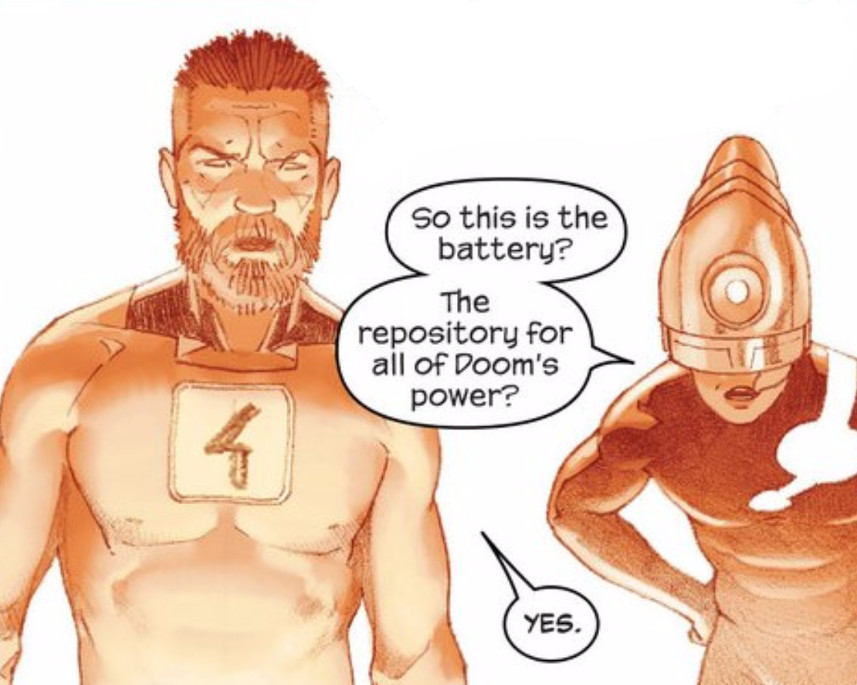 So this is the
battery?
The
repository for
all of Doom's
power?
4
YES.